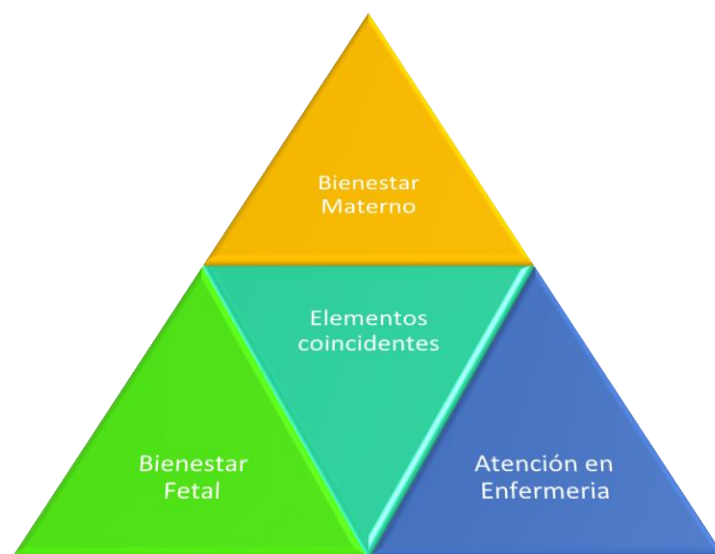 Bienestar
Materno
Elementos
coincidentes
Bienestar
Fetal
Atención en
Enfermeria